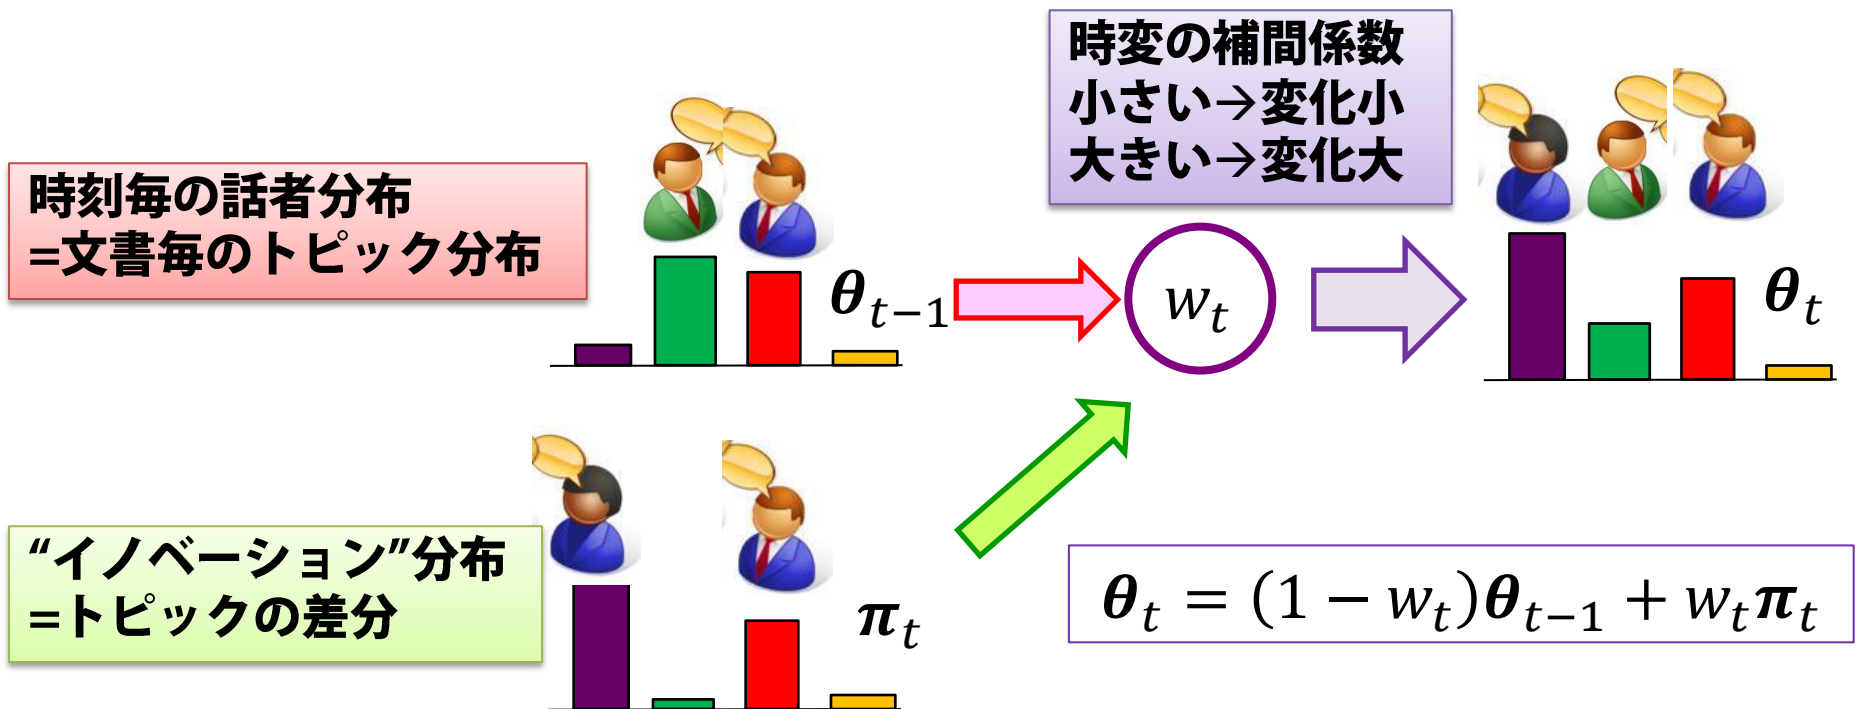 時変の補間係数
小さい→変化小
大きい→変化大
時刻毎の話者分布
=文書毎のトピック分布
θt−1
wt
θt
“イノベーション”分布
=トピックの差分
πt
θt = (1 − wt)θt−1 + wtπt